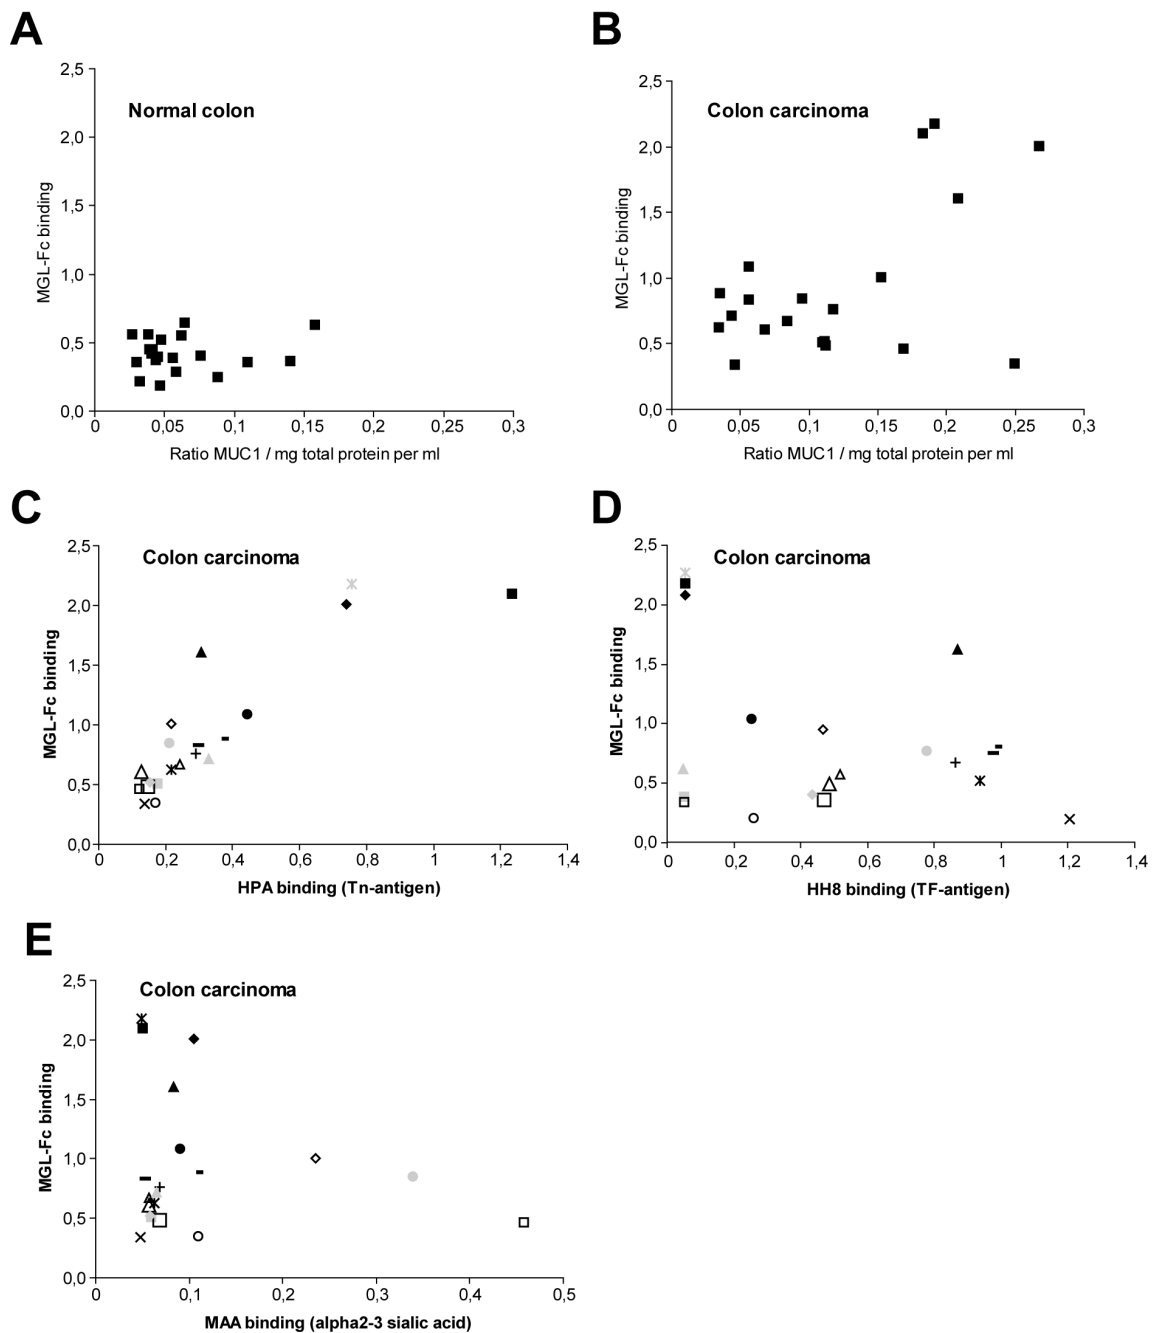 A
2,5
2,0
1,5
1,0
0,5
0,0
Normal colon
MGL-Fc binding
0 0,05 0,1 0,15 0,2 0,25 0,3
Ratio MUC1 / mg total protein per ml
B
2,5
2,0
1,5
1,0
0,5
0,0
Colon carcinoma
MGL-Fc binding
0 0,05 0,1 0,15 0,2 0,25 0,3
Ratio MUC1 / mg total protein per ml
C
2,5
2,0
1,5
1,0
0,5
0,0
Colon carcinoma
MGL-Fc binding
0 0,2 0,4 0,6 0,8 1 1,2 1,4
HPA binding (Tn-antigen)
D
2,5
2,0
1,5
1,0
0,5
0,0
Colon carcinoma
MGL-Fc binding
0 0,2 0,4 0,6 0,8 1 1,2 1,4
HH8 binding (TF-antigen)
E
2,5
2,0
1,5
1,0
0,5
0,0
Colon carcinoma
MGL-Fc binding
0 0,1 0,2 0,3 0,4 0,5
MAA binding (alpha2-3 sialic acid)